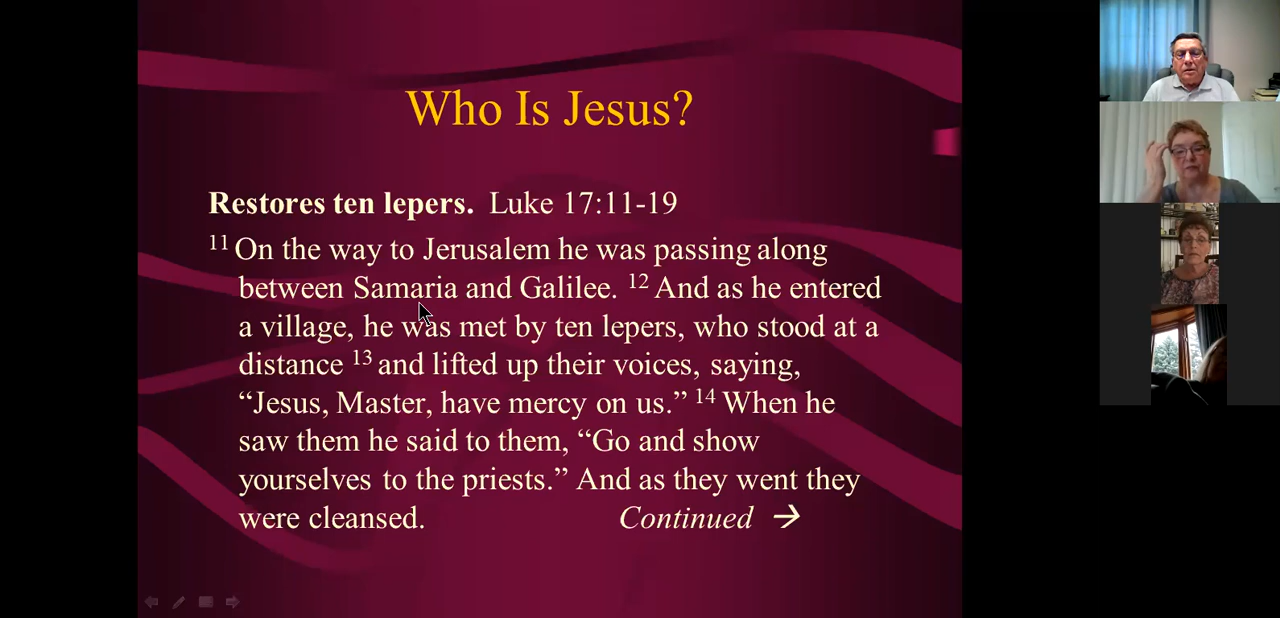 Who Is Jesus?
Restores ten lepers. Luke 17:11-19
11 On the way to Jerusalem he was passing along
between Samaria and Galilee. 12 And as he entered
a village, he was met by ten lepers, who stood at a
distance 13 and lifted up their voices, saying,
“Jesus, Master, have mercy on us.” 14 When he
saw them he said to them, “Go and show
yourselves to the priests.” And as they went they
were cleansed. Continued →